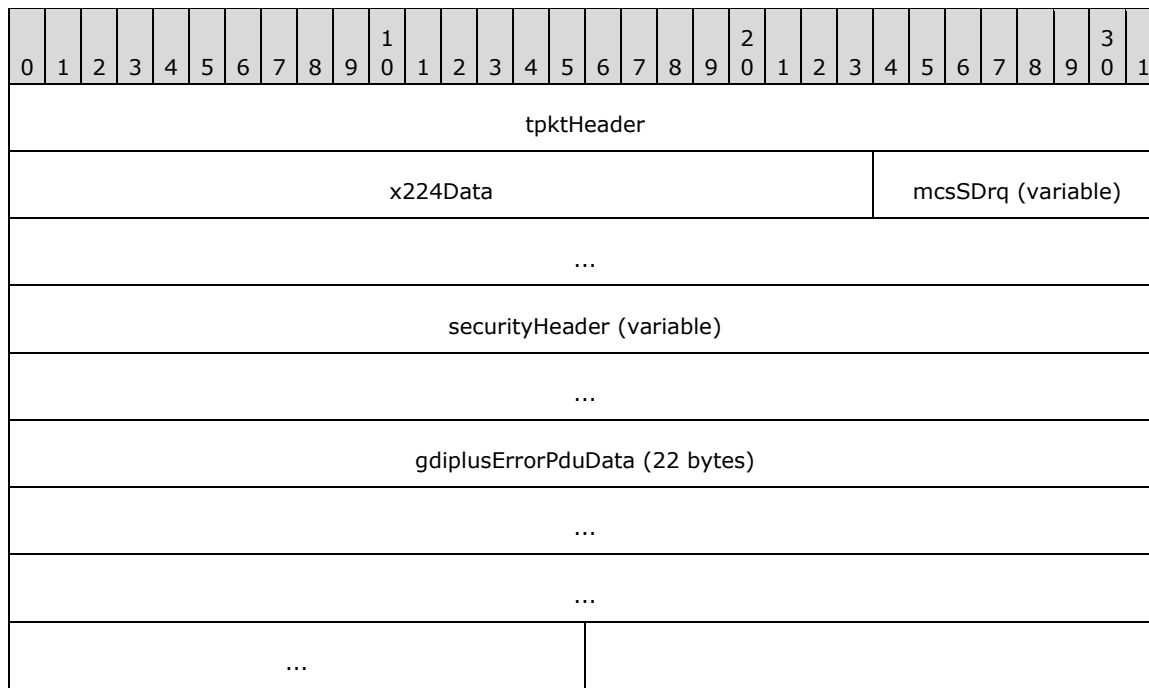 1 2 3
0 1 2 3 4 5 6 7 8 9 0 1 2 3 4 5 6 7 8 9 0 1 2 3 4 5 6 7 8 9 0 1
tpktHeader
x224Data mcsSDrq (variable)
...
securityHeader (variable)
...
gdiplusErrorPduData (22 bytes)
...
...
...